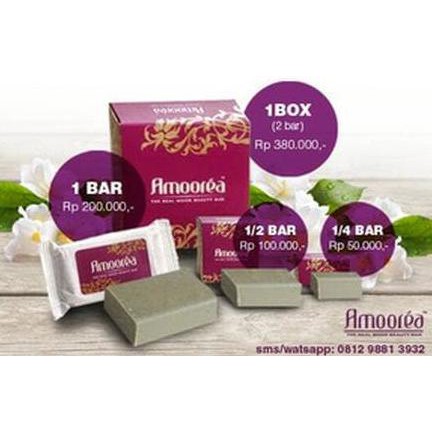 1BOX
(2 bar)
Rp 380.000,-
Amooréa
1 BAR
Rp 200.000,-
Amooréa™
THE REAL MOOR BEAUTY BAR
1/2 BAR
Rp 100.000,-
1/4 BAR
Rp 50.000,-
Amooréa
Amooréa™
THE REAL MOOR BEAUTY BAR
sms/watsapp: 0812 9881 3932